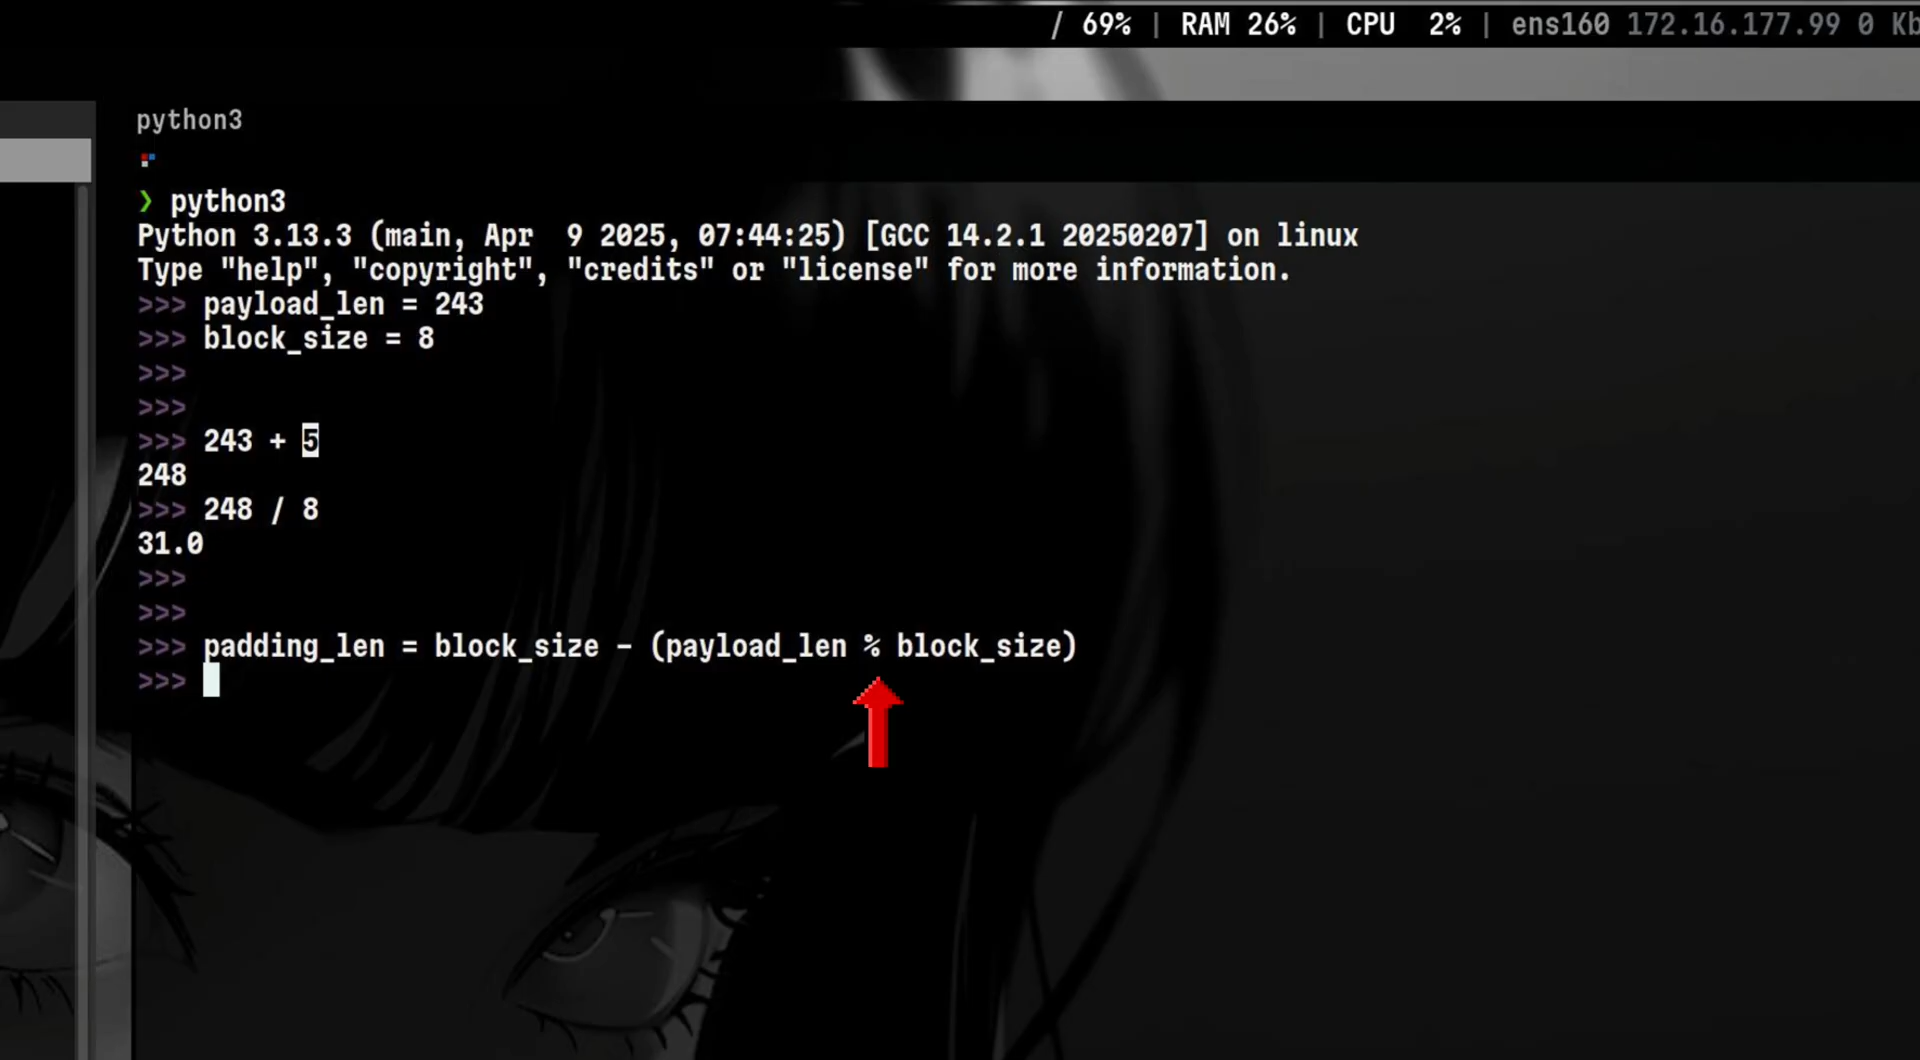 / 69% | RAM 26% | CPU 2% | ens160 172.16.177.99 0 Kb
python3
❯ python3
Python 3.13.3 (main, Apr  9 2025, 07:44:25) [GCC 14.2.1 20250207] on linux
Type "help", "copyright", "credits" or "license" for more information.
>>> payload_len = 243
>>> block_size = 8
>>>
>>>
>>> 243 + 5
248
>>> 248 / 8
31.0
>>>
>>>
>>> padding_len = block_size - (payload_len % block_size)
>>>